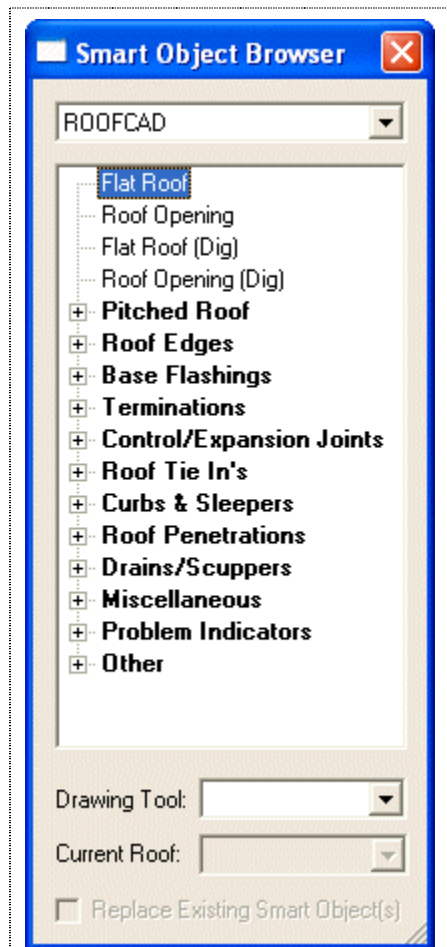 Smart Object Browser
ROOFCAD
Flat Roof
Roof Opening
Flat Roof (Dig)
Roof Opening (Dig)
Pitched Roof
Roof Edges
Base Flashings
Terminations
Control/Expansion Joints
Roof Tie In's
Curbs & Sleepers
Roof Penetrations
Drains/Scuppers
Miscellaneous
Problem Indicators
Other
Drawing Tool:
Current Roof:
Replace Existing Smart Object(s)